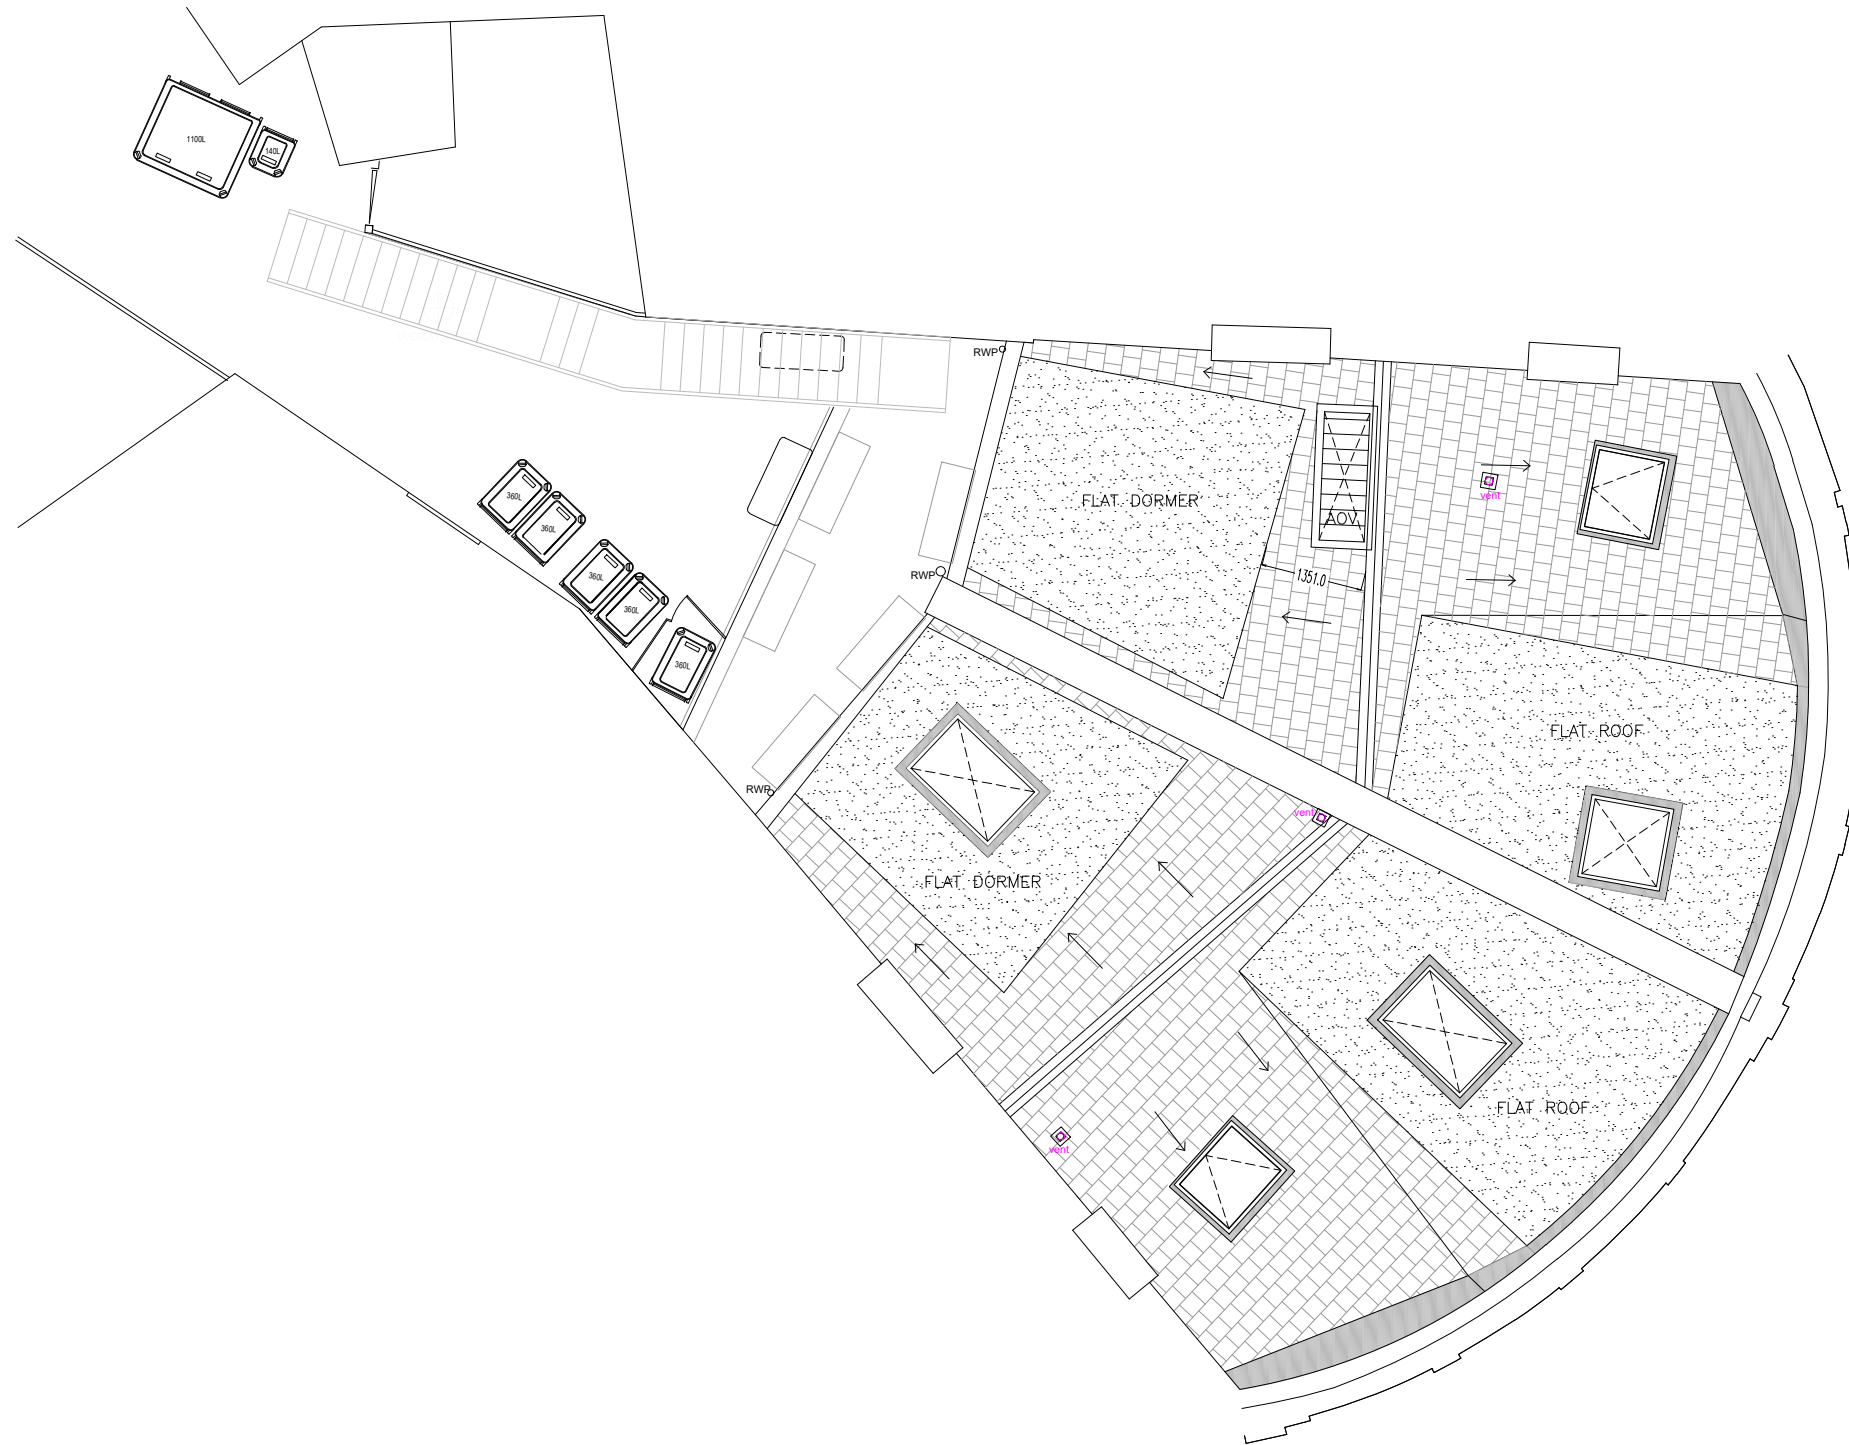 1100L
140L
RWP
FLAT DORMER
vent
360L
360L
AOV
RWP
1351.0
360L
360L
360L
FLAT ROOF
RWP
vent
FLAT DORMER
FLAT ROOF
vent